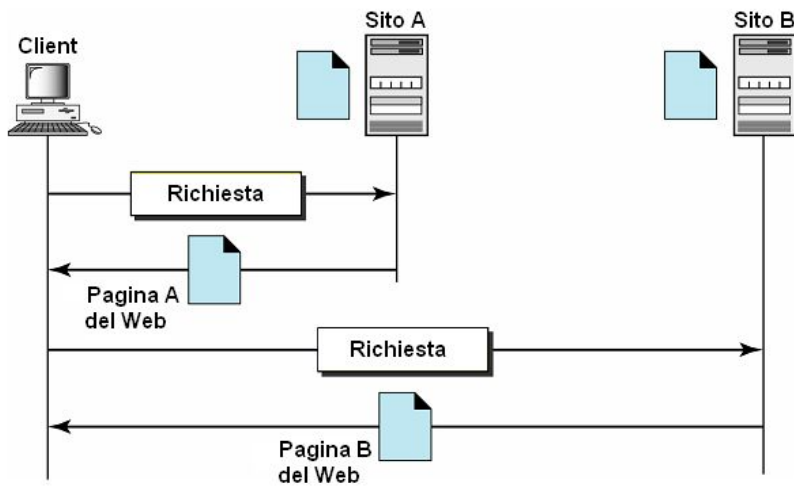 Client
Sito A
Sito B
Richiesta
Pagina A
del Web
Richiesta
Pagina B
del Web